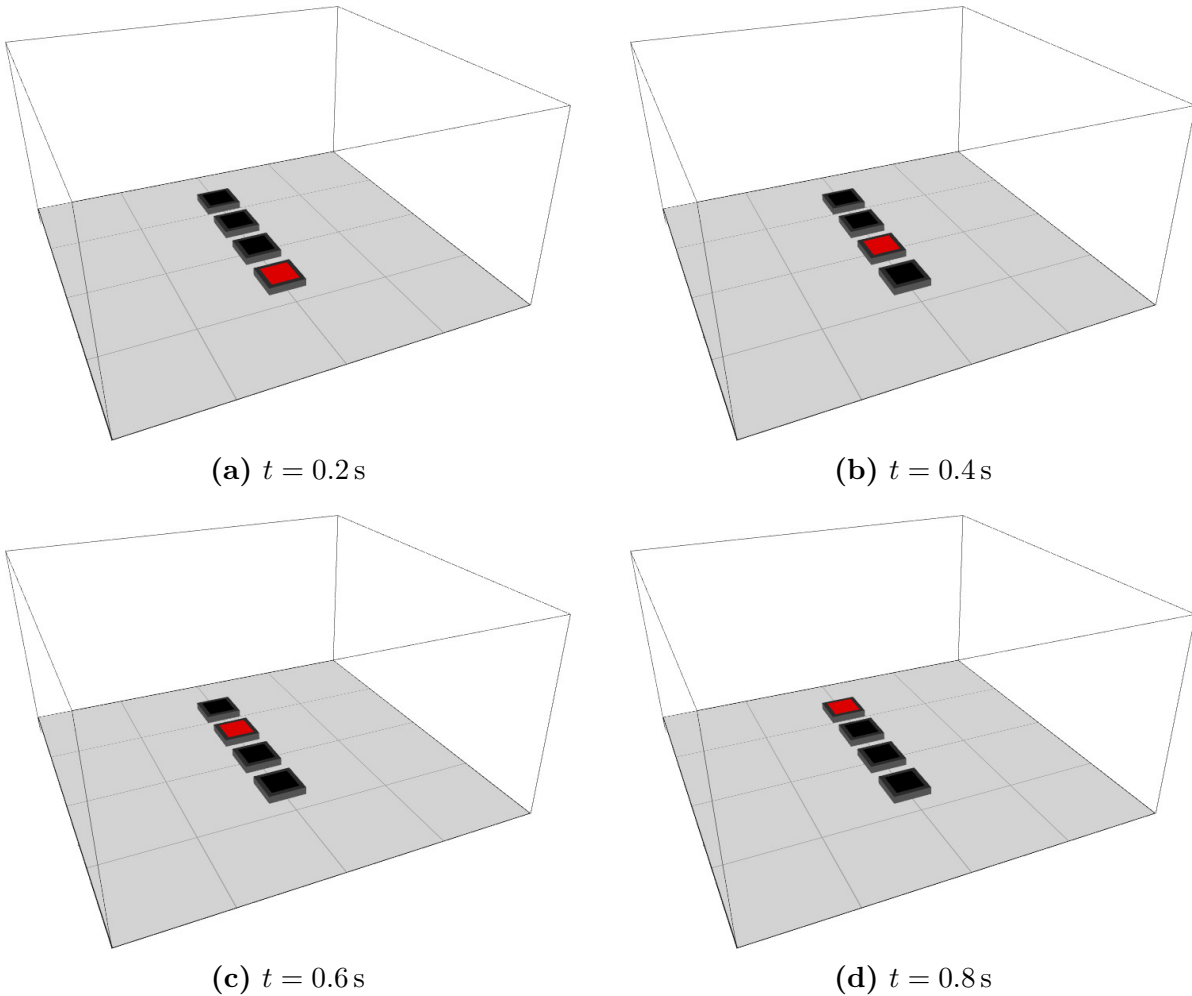 (a) t = 0.2 s
(b) t = 0.4 s
(c) t = 0.6 s
(d) t = 0.8 s